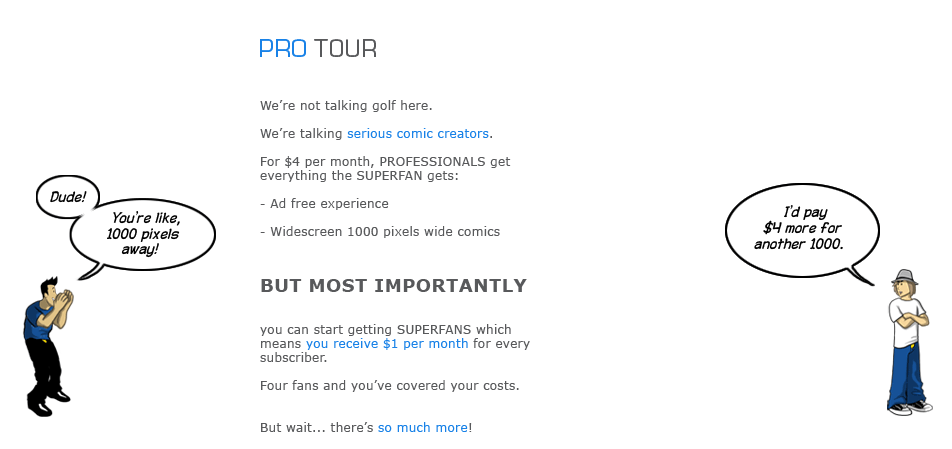 PRO TOUR
We’re not talking golf here.
We’re talking serious comic creators.
For $4 per month, PROFESSIONALS get
everything the SUPERFAN gets:
- Ad free experience
- Widescreen 1000 pixels wide comics
BUT MOST IMPORTANTLY
you can start getting SUPERFANS which
means you receive $1 per month for every
subscriber.
Four fans and you’ve covered your costs.
But wait... there’s so much more!
Dude!
You're like,
1000 pixels
away!
I'd pay
$4 more for
another 1000.